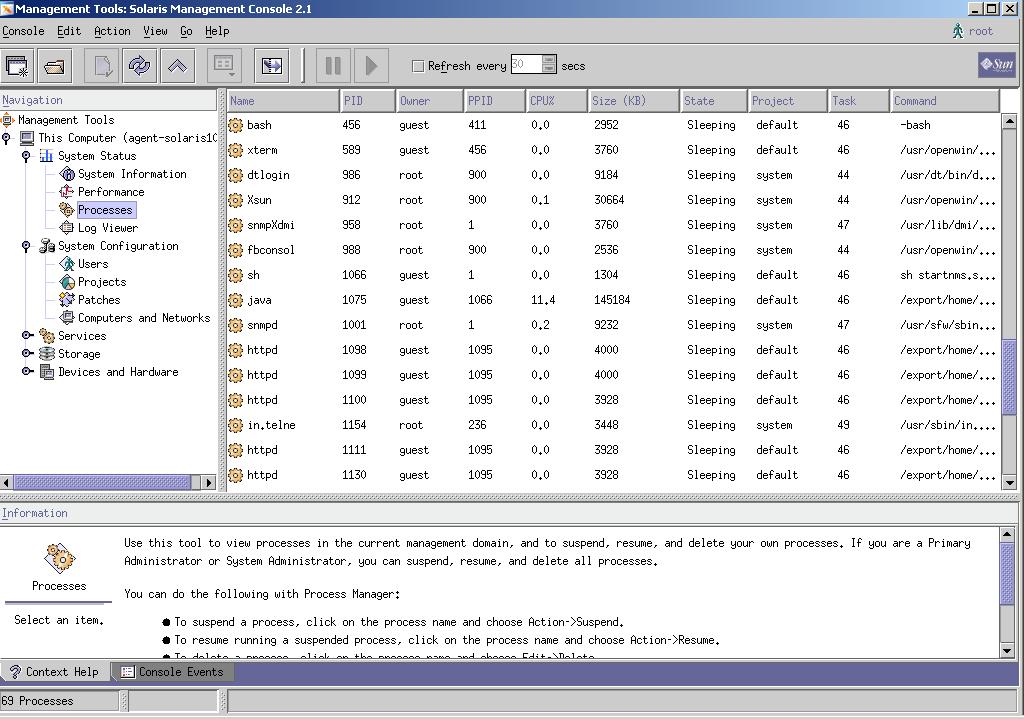 Management Tools: Solaris Management Console 2.1
Console Edit Action View Go Help root
Refresh every 30 secs
Sun
Navigation
Management Tools
This Computer (agent-solaris10
System Status
System Information
Performance
Processes
Log Viewer
System Configuration
Users
Projects
Patches
Computers and Networks
Services
Storage
Devices and Hardware
Name PID Owner PPID CPU% Size (KB) State Project Task Command
bash 456 guest 411 0.0 2952 Sleeping default 46 -bash
xterm 589 guest 456 0.0 3760 Sleeping default 46 /usr/openwin/...
dtlogin 986 root 900 0.0 9184 Sleeping system 44 /usr/dt/bin/d...
Xsun 912 root 900 0.1 30664 Sleeping system 44 /usr/openwin/...
snmpXdmi 958 root 1 0.0 3760 Sleeping system 47 /usr/lib/dmi/...
fbconsol 988 root 900 0.0 2536 Sleeping system 44 /usr/openwin/...
sh 1066 guest 1 0.0 1304 Sleeping default 46 sh startnms.s...
java 1075 guest 1066 11.4 145184 Sleeping default 46 /export/home/...
snmpd 1001 root 1 0.2 9232 Sleeping system 47 /usr/sfw/sbin...
httpd 1098 guest 1095 0.0 4000 Sleeping default 46 /export/home/...
httpd 1099 guest 1095 0.0 4000 Sleeping default 46 /export/home/...
httpd 1100 guest 1095 0.0 3928 Sleeping default 46 /export/home/...
in.telne 1154 root 236 0.0 3448 Sleeping system 49 /usr/sbin/in....
httpd 1111 guest 1095 0.0 3928 Sleeping default 46 /export/home/...
httpd 1130 guest 1095 0.0 3928 Sleeping default 46 /export/home/...
Information
Processes
Select an item.
Use this tool to view processes in the current management domain, and to suspend, resume, and delete your own processes. If you are a Primary
Administrator or System Administrator, you can suspend, resume, and delete all processes.
You can do the following with Process Manager:
● To suspend a process, click on the process name and choose Action->Suspend.
● To resume running a suspended process, click on the process name and choose Action->Resume.
● To delete a process, click on the process name and choose Edit->Delete.
Context Help Console Events
69 Processes